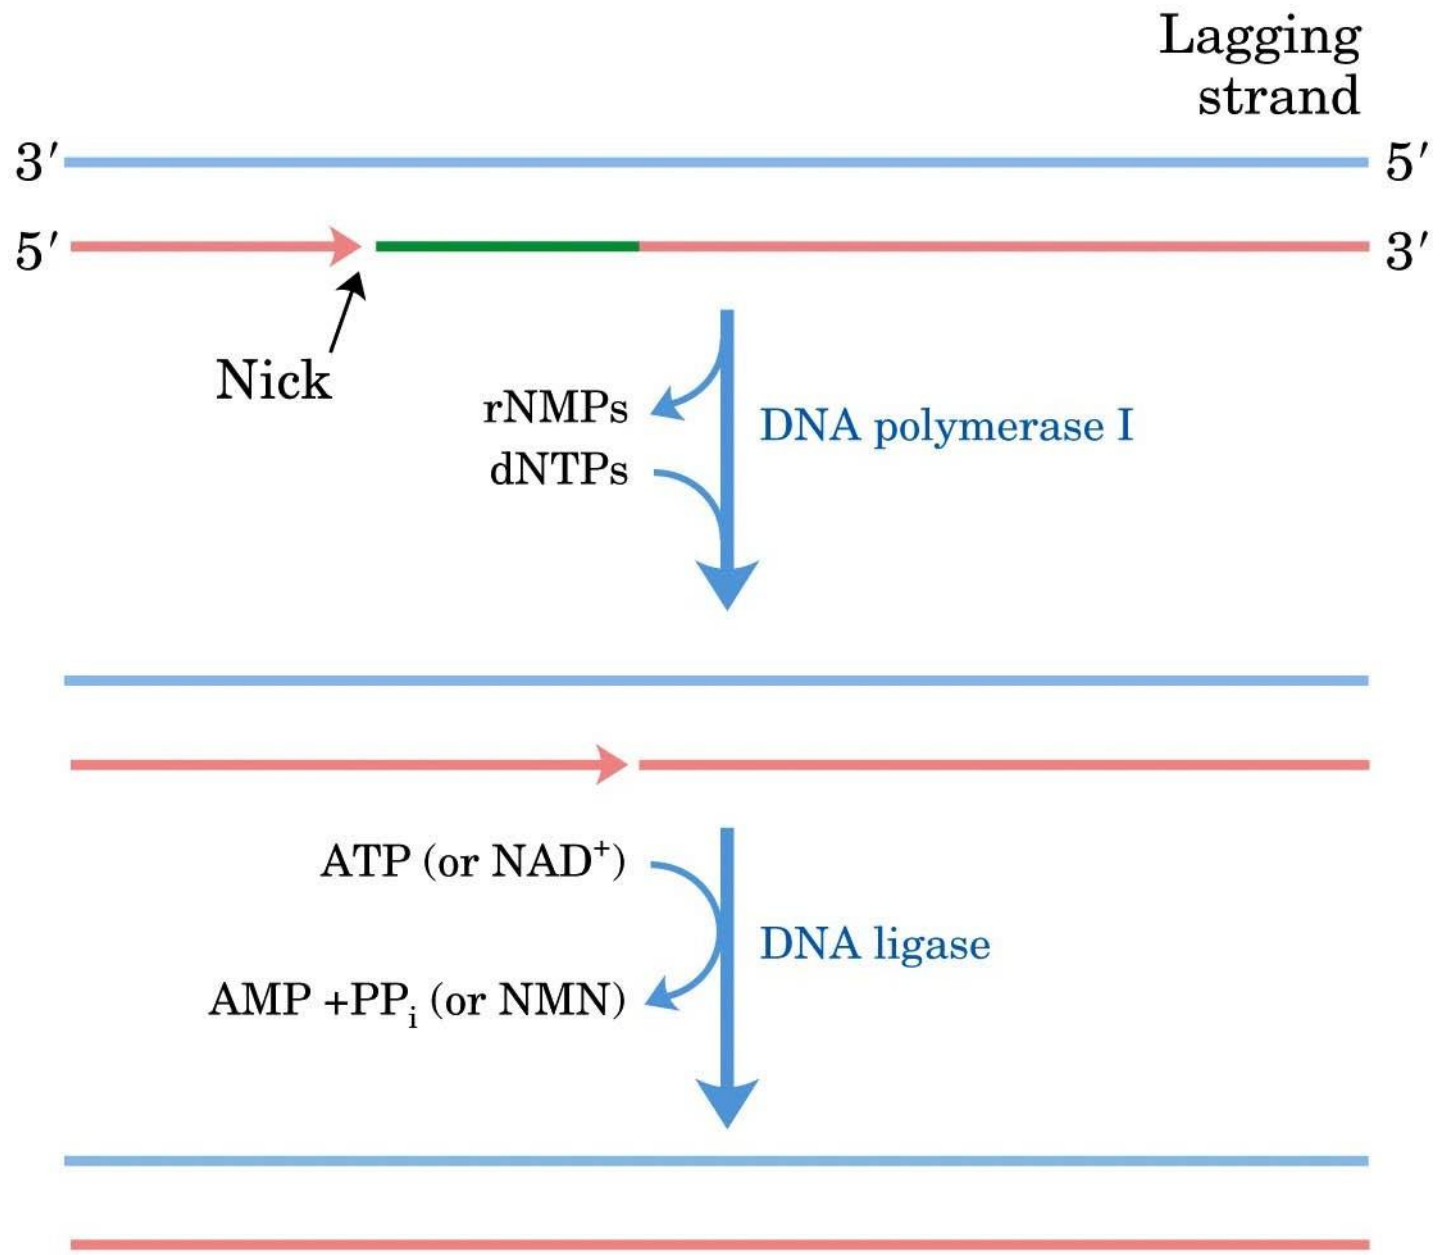 Lagging
strand
3′
5′
5′
3′
Nick
rNMPs
dNTPs
DNA polymerase I
ATP (or NAD⁺)
DNA ligase
AMP +PPᵢ (or NMN)